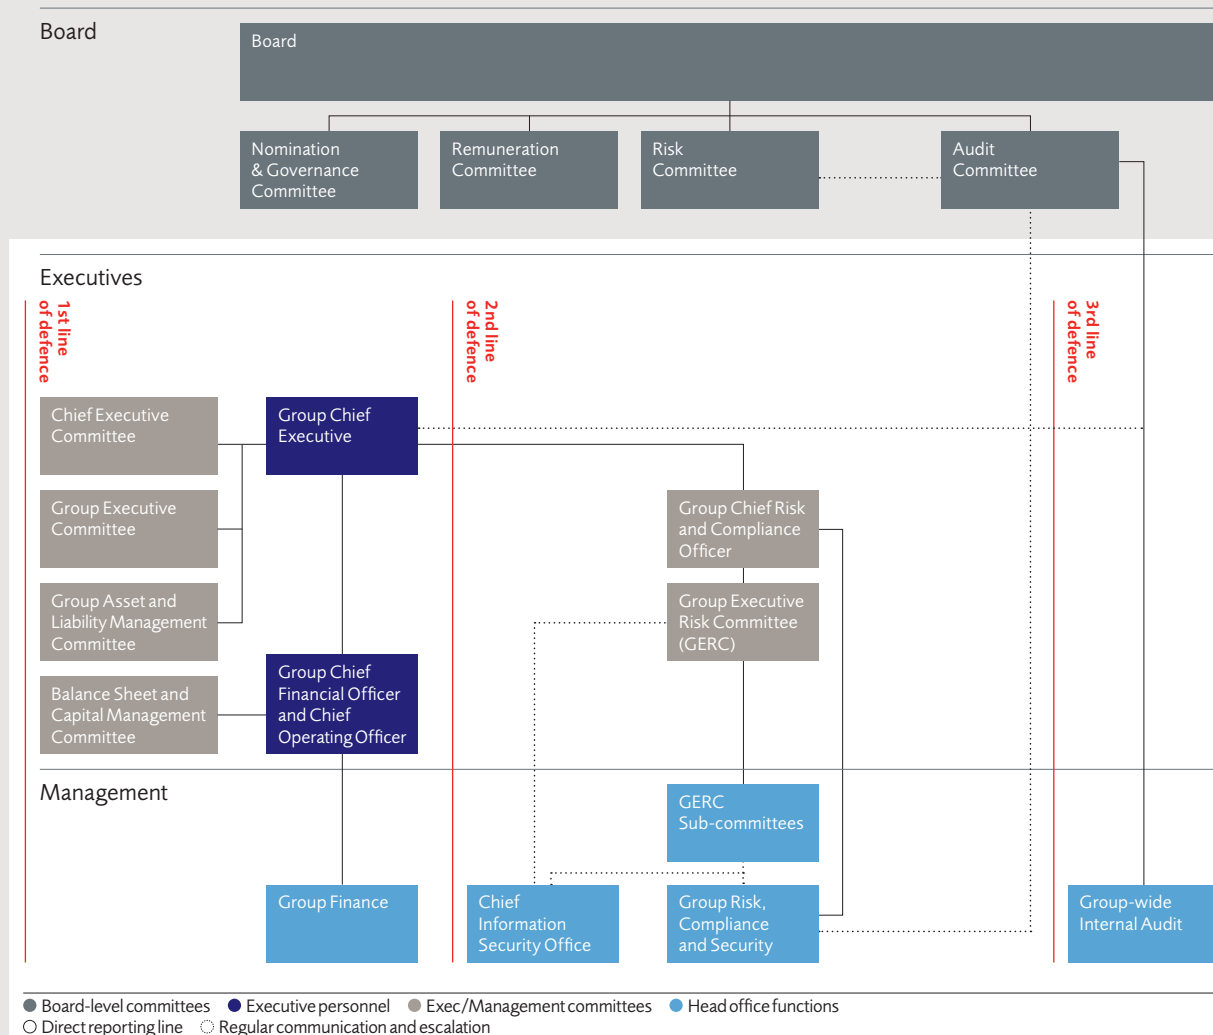 Board
Board
Nomination
& Governance
Committee
Remuneration
Committee
Risk
Committee
Audit
Committee
Executives
1st line
of defence
2nd line
of defence
3rd line
of defence
Chief Executive
Committee
Group Chief
Executive
Group Executive
Committee
Group Chief Risk
and Compliance
Officer
Group Asset and
Liability Management
Committee
Group Executive
Risk Committee
(GERC)
Balance Sheet and
Capital Management
Committee
Group Chief
Financial Officer
and Chief
Operating Officer
Management
GERC
Sub-committees
Group Finance
Chief
Information
Security Office
Group Risk,
Compliance
and Security
Group-wide
Internal Audit
Board-level committees Executive personnel Exec/Management committees Head office functions
Direct reporting line Regular communication and escalation